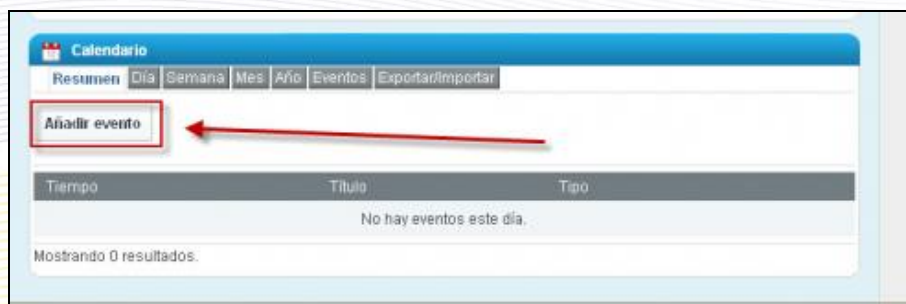 Calendario
Resumen Día Semana Mes Año Eventos Exportar/Importar
Añadir evento
Tiempo Título Tipo
No hay eventos este día.
Mostrando 0 resultados.